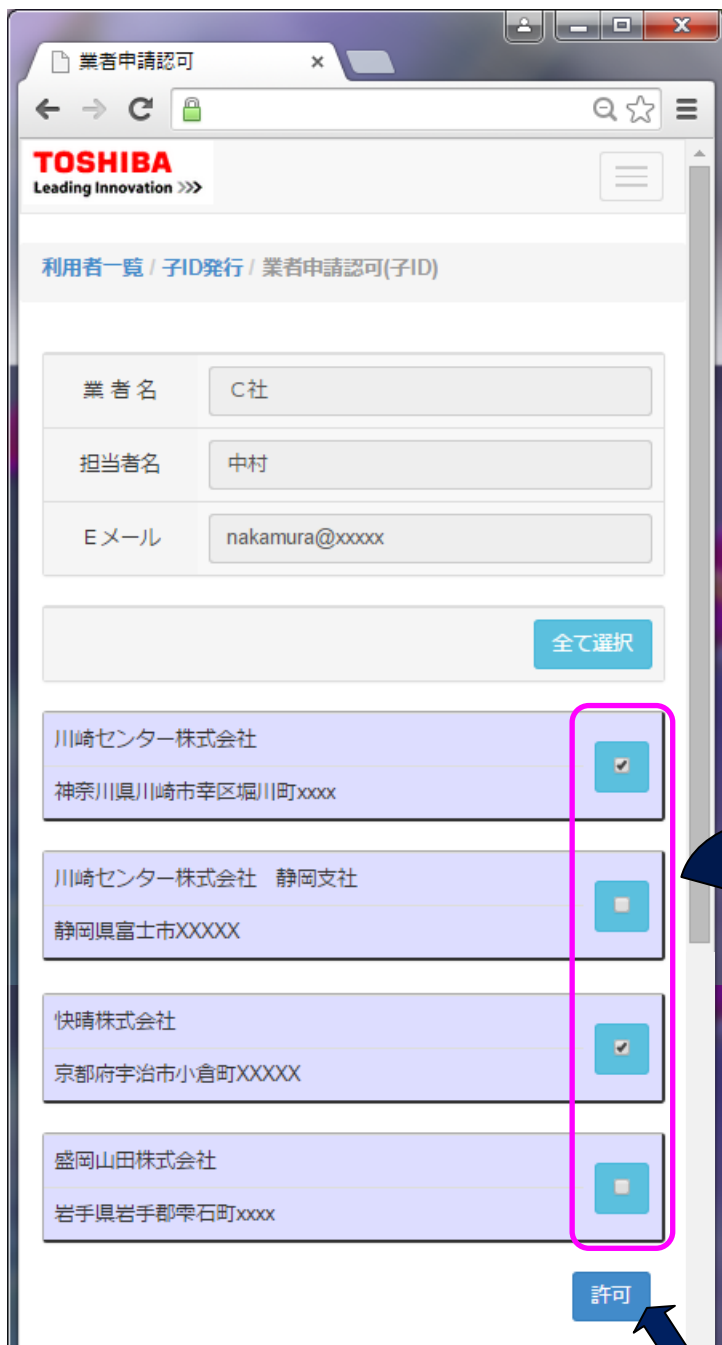 業者申請認可
TOSHIBA
Leading Innovation >>>
利用者一覧 / 子ID発行 / 業者申請認可(子ID)
業 者 名 C社
担当者名 中村
Eメール nakamura@xxxxx
全て選択
川崎センター株式会社
神奈川県川崎市幸区堀川町xxxx
川崎センター株式会社 静岡支社
静岡県富士市XXXXX
快晴株式会社
京都府宇治市小倉町XXXXX
盛岡山田株式会社
岩手県岩手郡雫石町xxxx
許可